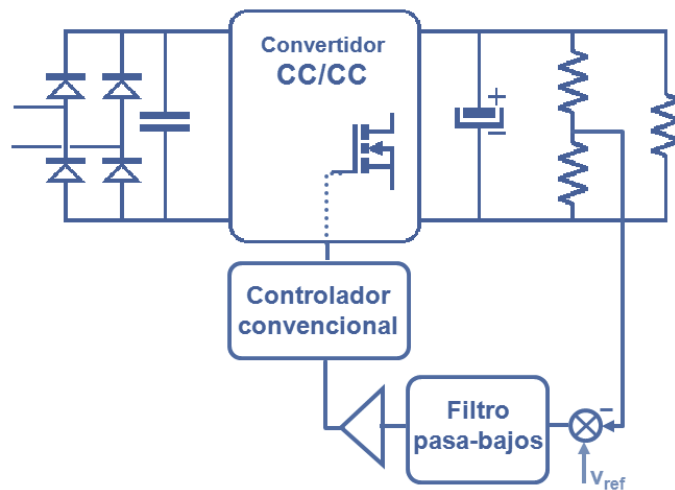 Convertidor
CC/CC
+
−
Controlador
convencional
Filtro
pasa-bajos
−
vref